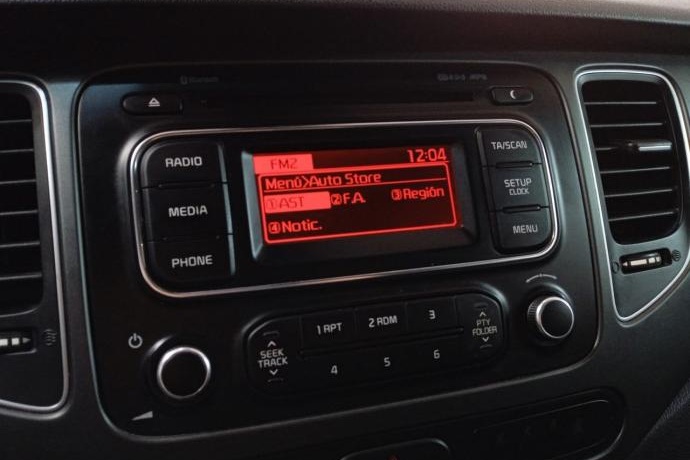 Bluetooth
RADIO
MEDIA
PHONE
FM2 12:04
Menú>Auto Store
①AST ②F.A. ③Región
④Notic.
TA/SCAN
SETUP
CLOCK
MENU
1 RPT 2 RDM 3
4 5 6
SEEK
TRACK
PTY
FOLDER